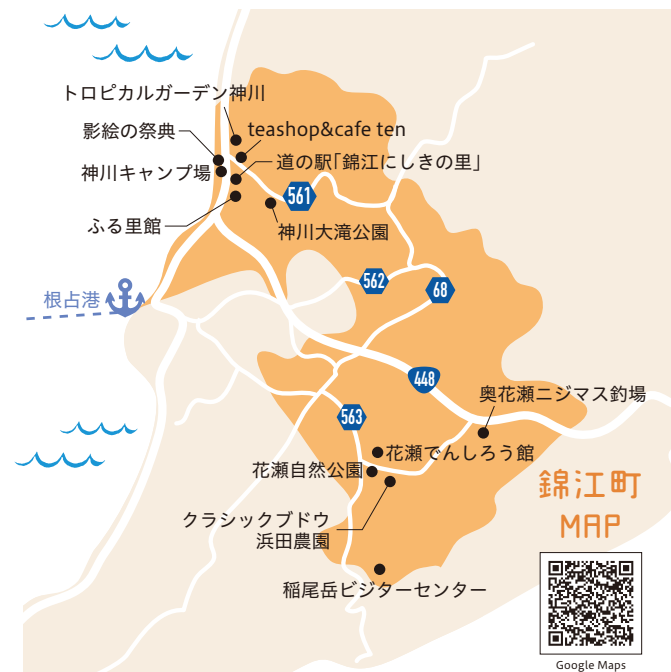 トロピカルガーデン神川
影絵の祭典
teashop&cafe ten
神川キャンプ場
道の駅「錦江にしきの里」
561
ふる里館
神川大滝公園
根占港
562
68
448
奥花瀬ニジマス釣場
563
花瀬でんしろう館
花瀬自然公園
錦江町
MAP
クラシックブドウ
浜田農園
稲尾岳ビジターセンター
Google Maps